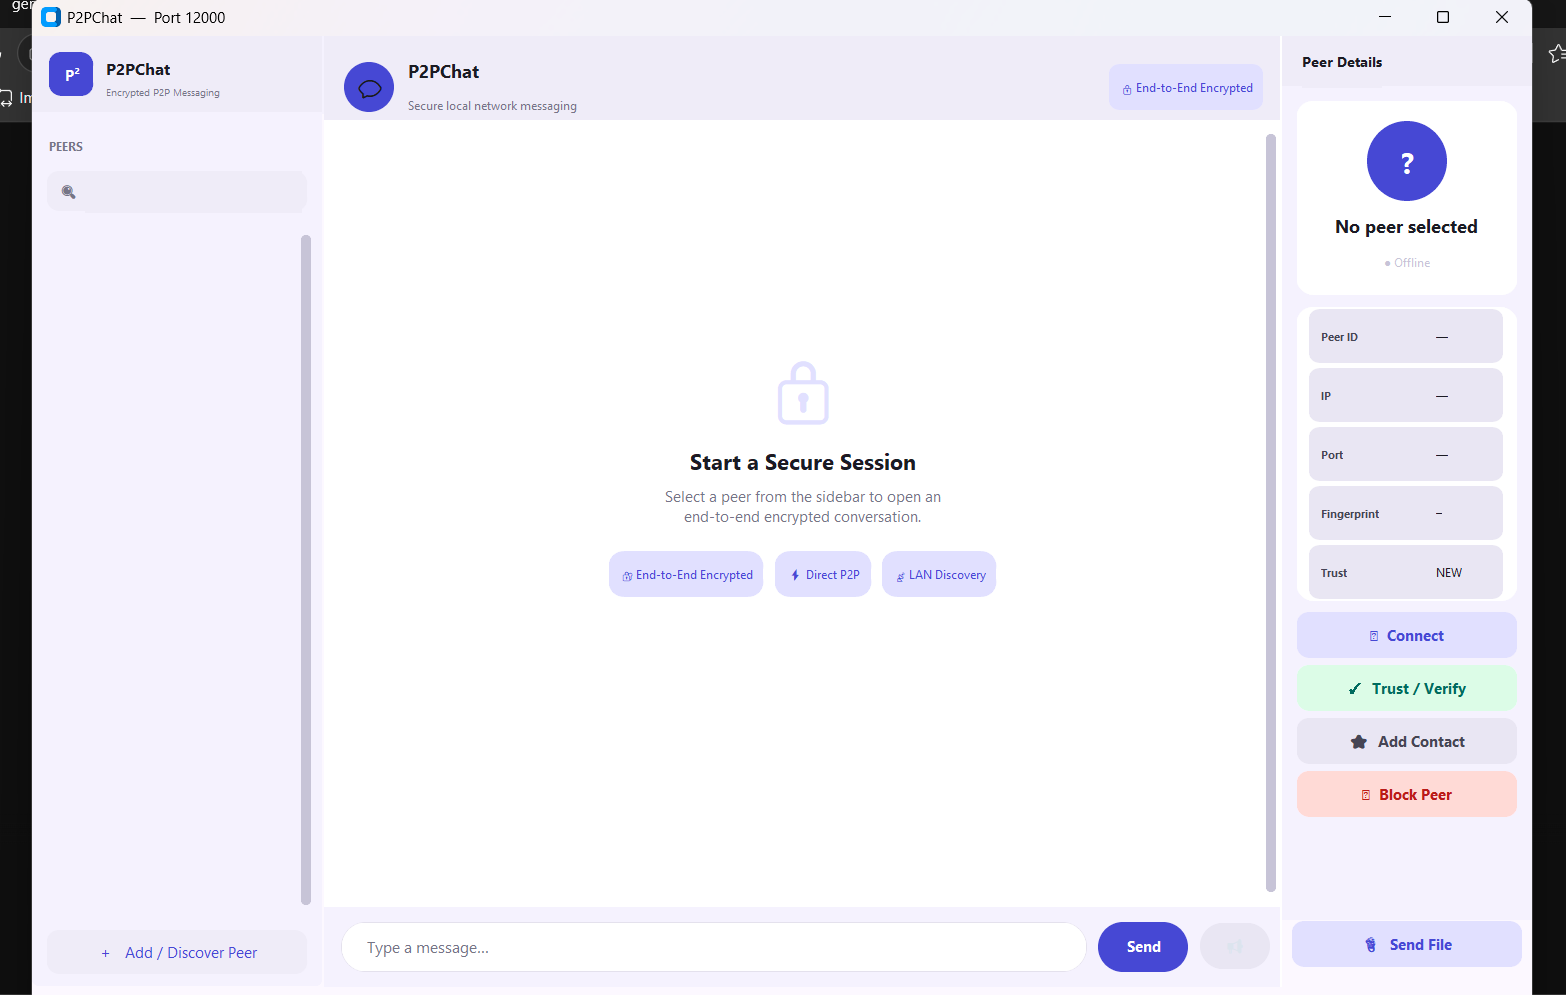 P2PChat — Port 12000
P²
P2PChat
Encrypted P2P Messaging
PEERS
+ Add / Discover Peer
P2PChat
Secure local network messaging
End-to-End Encrypted
Start a Secure Session
Select a peer from the sidebar to open an
end-to-end encrypted conversation.
End-to-End Encrypted
Direct P2P
LAN Discovery
Type a message...
Send
Peer Details
?
No peer selected
● Offline
Peer ID —
IP —
Port —
Fingerprint –
Trust NEW
Connect
✓ Trust / Verify
★ Add Contact
Block Peer
Send File